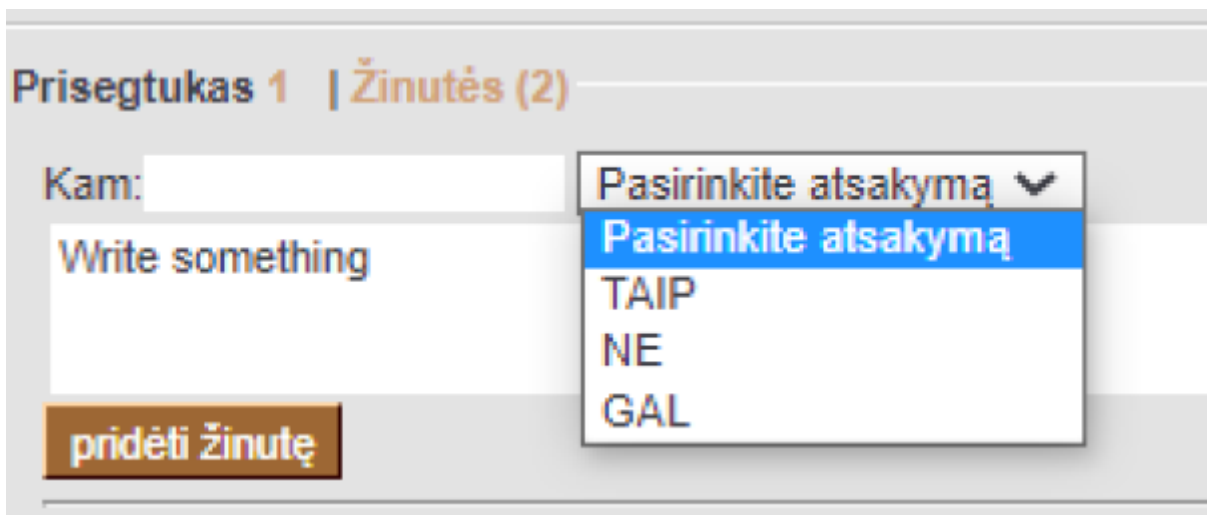 Prisegtukas 1 | Žinutės (2)
Kam: Pasirinkite atsakymą
Pasirinkite atsakymą
Write something
TAIP
NE
GAL
pridėti žinutę